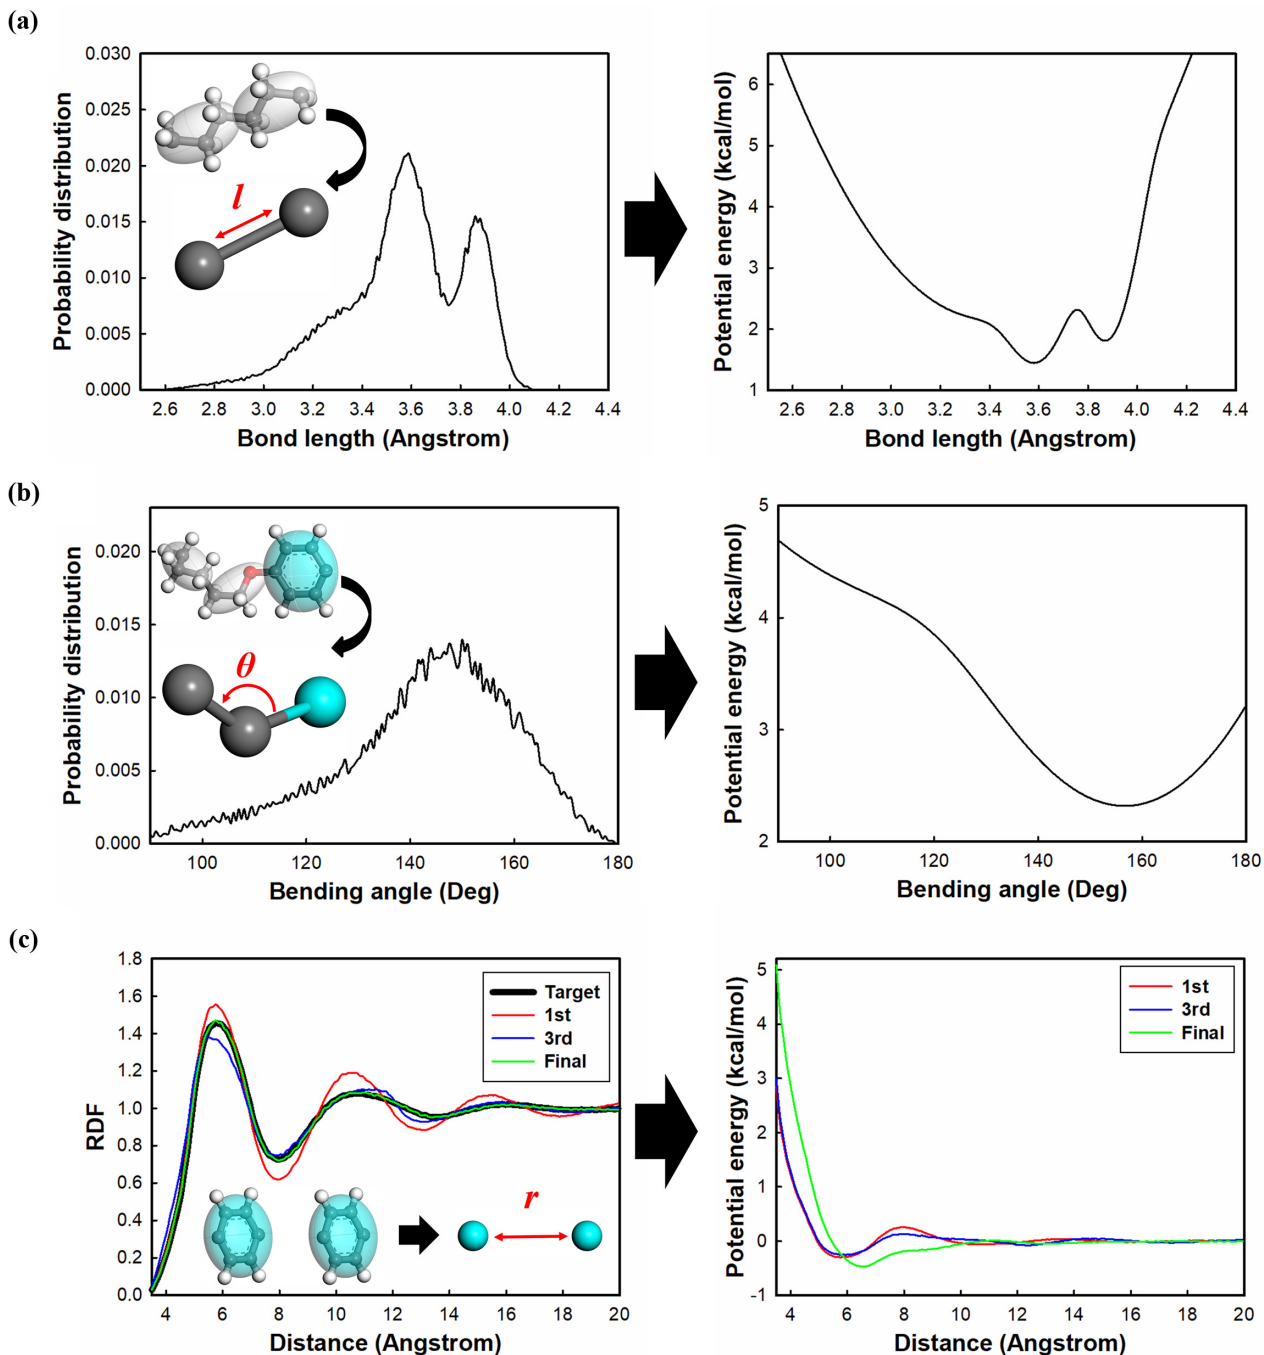 (a)
Probability distribution
0.030
0.025
0.020
0.015
0.010
0.005
0.000
l
2.6 2.8 3.0 3.2 3.4 3.6 3.8 4.0 4.2 4.4
Bond length (Angstrom)
Potential energy (kcal/mol)
6
5
4
3
2
1
2.6 2.8 3.0 3.2 3.4 3.6 3.8 4.0 4.2 4.4
Bond length (Angstrom)
(b)
Probability distribution
0.020
0.015
0.010
0.005
0.000
θ
100 120 140 160 180
Bending angle (Deg)
Potential energy (kcal/mol)
5
4
3
2
100 120 140 160 180
Bending angle (Deg)
(c)
RDF
1.8
1.6
1.4
1.2
1.0
0.8
0.6
0.4
0.2
0.0
Target
1st
3rd
Final
r
4 6 8 10 12 14 16 18 20
Distance (Angstrom)
Potential energy (kcal/mol)
5
4
3
2
1
0
-1
1st
3rd
Final
4 6 8 10 12 14 16 18 20
Distance (Angstrom)